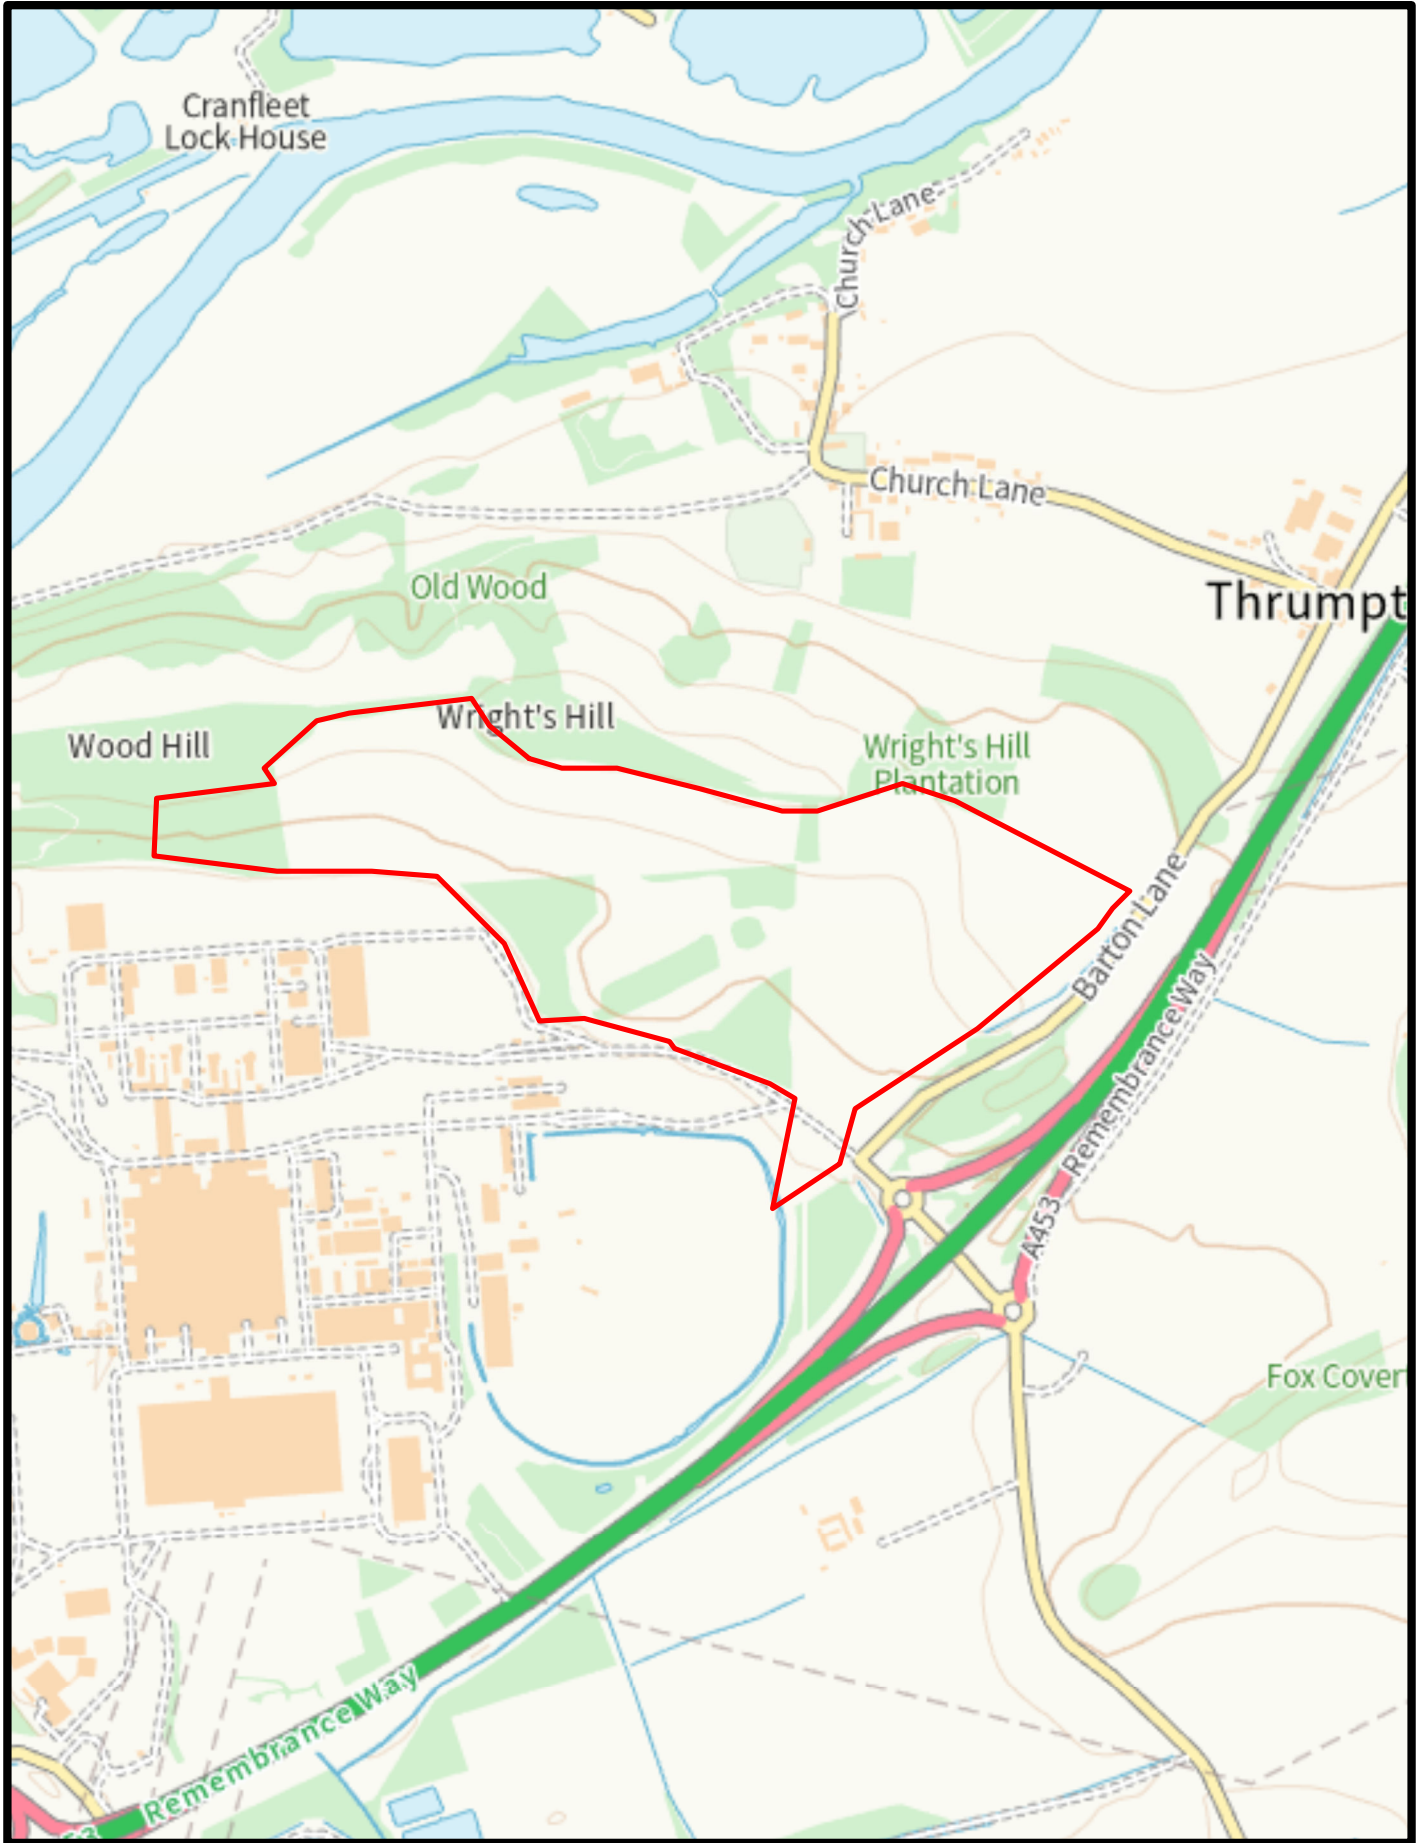 Cranfleet
Lock House
Church Lane
Church Lane
Old Wood
Thrumpt
Wright's Hill
Wood Hill
Wright's Hill
Plantation
Barton Lane
Remembrance Way
A453
Fox Cover
Remembrance Way